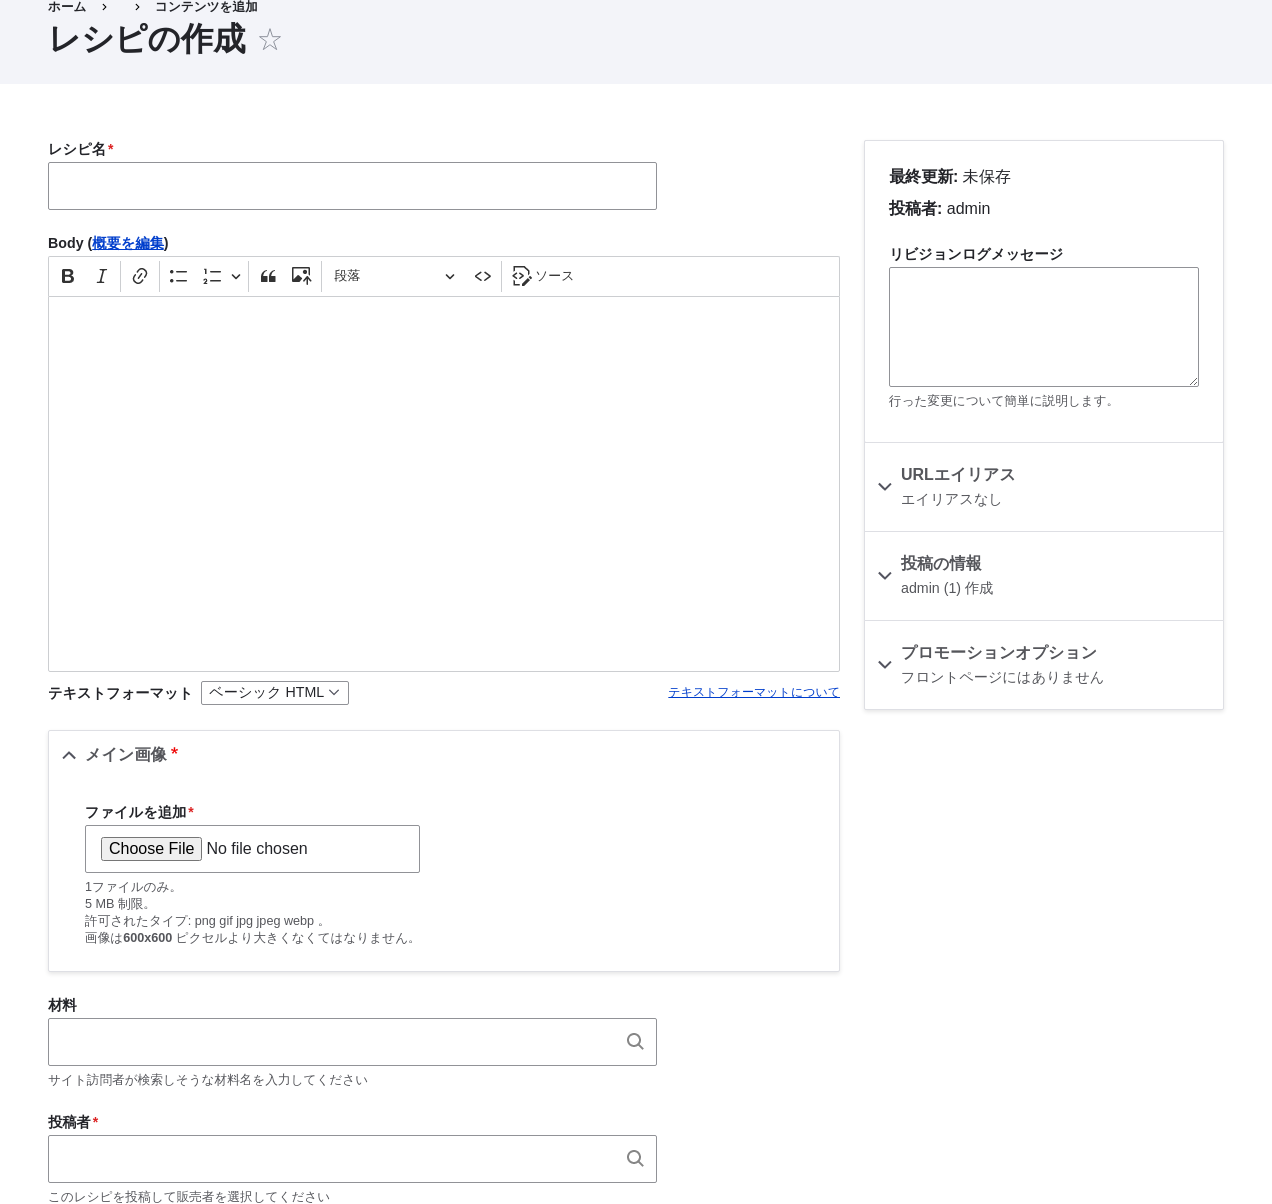 ホーム
コンテンツを追加
レシピの作成
レシピ名*
Body (概要を編集)
段落
ソース
テキストフォーマット ベーシック HTML
テキストフォーマットについて
メイン画像 *
ファイルを追加*
Choose File No file chosen
1ファイルのみ。
5 MB 制限。
許可されたタイプ: png gif jpg jpeg webp 。
画像は600x600 ピクセルより大きくなくてはなりません。
材料
サイト訪問者が検索しそうな材料名を入力してください
投稿者*
このレシピを投稿して販売者を選択してください
最終更新: 未保存
投稿者: admin
リビジョンログメッセージ
行った変更について簡単に説明します。
URLエイリアス
エイリアスなし
投稿の情報
admin (1) 作成
プロモーションオプション
フロントページにはありません